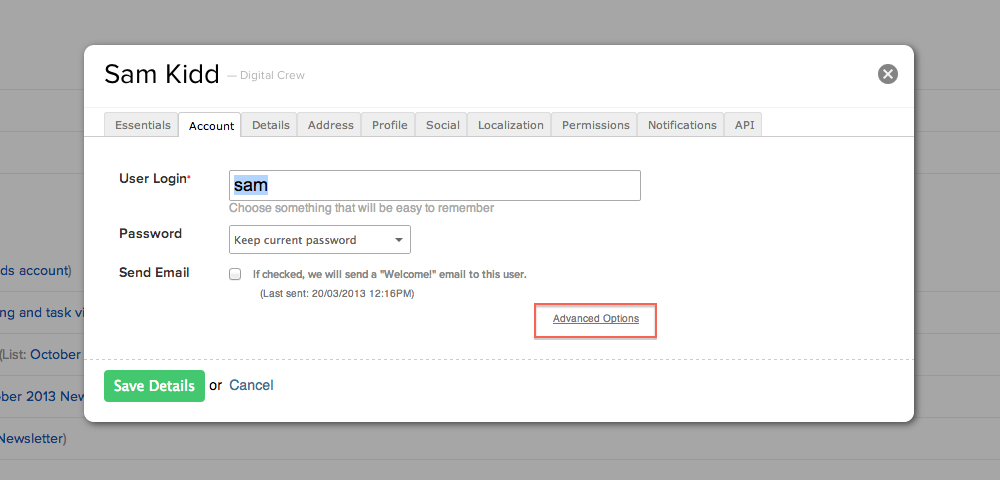 Sam Kidd — Digital Crew
Essentials Account Details Address Profile Social Localization Permissions Notifications API
User Login*
sam
Choose something that will be easy to remember
Password
Keep current password
Send Email
If checked, we will send a "Welcome!" email to this user.
(Last sent: 20/03/2013 12:16PM)
Advanced Options
Save Details or Cancel
ds account)
ng and task vi
(List: October
ber 2013 New
Newsletter)